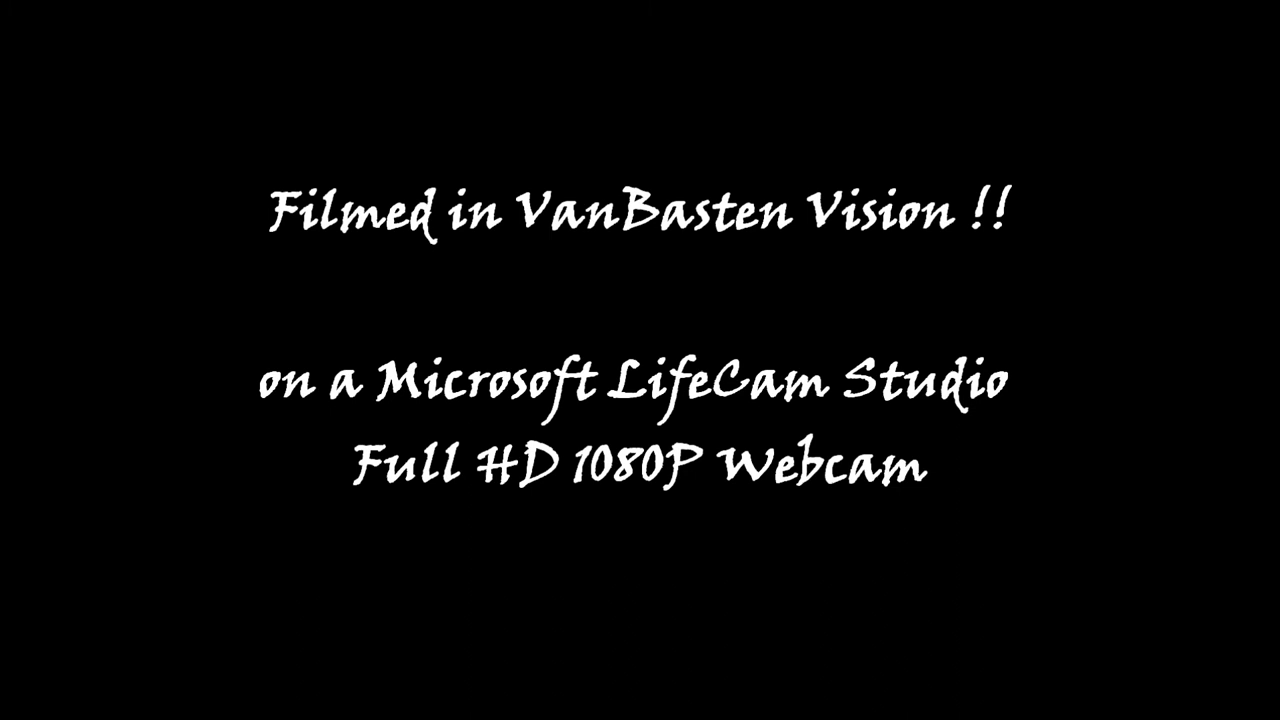 Filmed in VanBasten Vision !!
on a Microsoft LifeCam Studio
Full HD 1080P Webcam